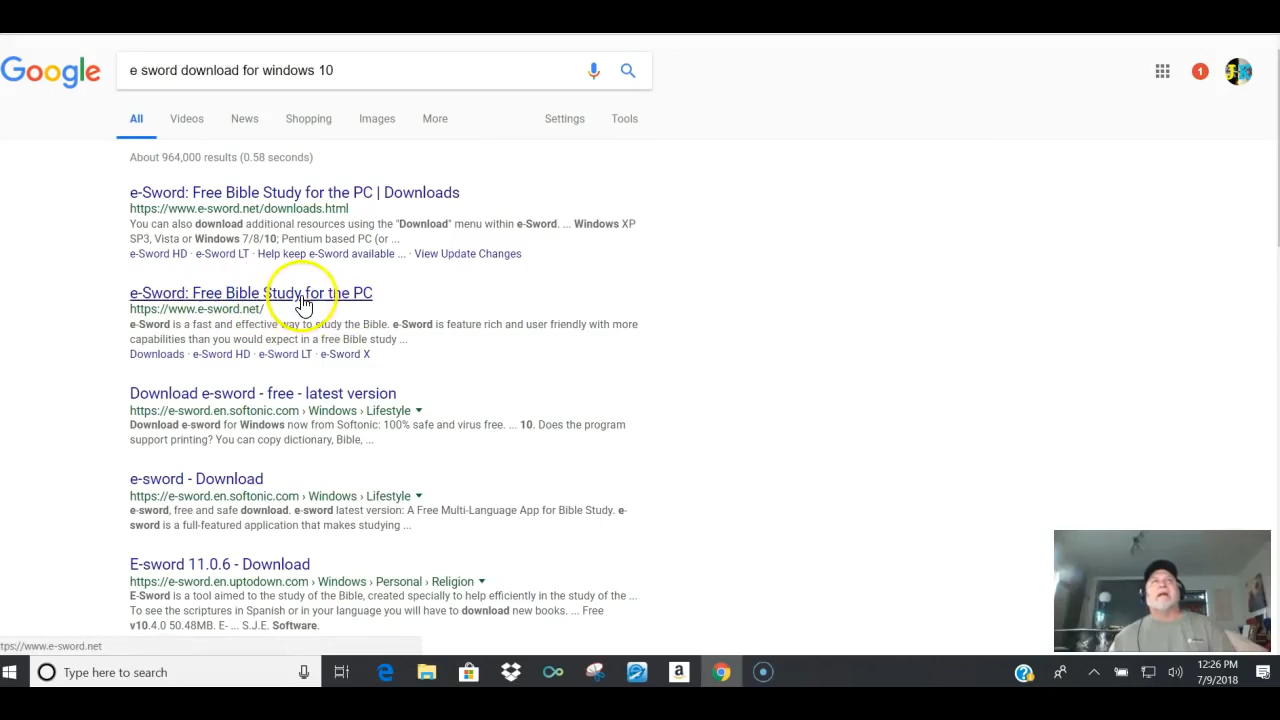 Google
e sword download for windows 10
1
All
Videos
News
Shopping
Images
More
Settings
Tools
About 964,000 results (0.58 seconds)
e-Sword: Free Bible Study for the PC | Downloads
https://www.e-sword.net/downloads.html
You can also download additional resources using the "Download" menu within e-Sword. ... Windows XP
SP3, Vista or Windows 7/8/10; Pentium based PC (or ...
e-Sword HD · e-Sword LT · Help keep e-Sword available ... · View Update Changes
e-Sword: Free Bible Study for the PC
https://www.e-sword.net/
e-Sword is a fast and effective way to study the Bible. e-Sword is feature rich and user friendly with more
capabilities than you would expect in a free Bible study ...
Downloads · e-Sword HD · e-Sword LT · e-Sword X
Download e-sword - free - latest version
https://e-sword.en.softonic.com › Windows › Lifestyle
Download e-sword for Windows now from Softonic: 100% safe and virus free. ... 10. Does the program
support printing? You can copy dictionary, Bible, ...
e-sword - Download
https://e-sword.en.softonic.com › Windows › Lifestyle
e-sword, free and safe download. e-sword latest version: A Free Multi-Language App for Bible Study. e-
sword is a full-featured application that makes studying ...
E-sword 11.0.6 - Download
https://e-sword.en.uptodown.com › Windows › Personal › Religion
E-Sword is a tool aimed to the study of the Bible, created specially to help efficiently in the study of the ...
To see the scriptures in Spanish or in your language you will have to download new books. ... Free
v10.4.0 50.48MB. E- ... S.J.E. Software.
ttps://www.e-sword.net
Type here to search
12:26 PM
7/9/2018